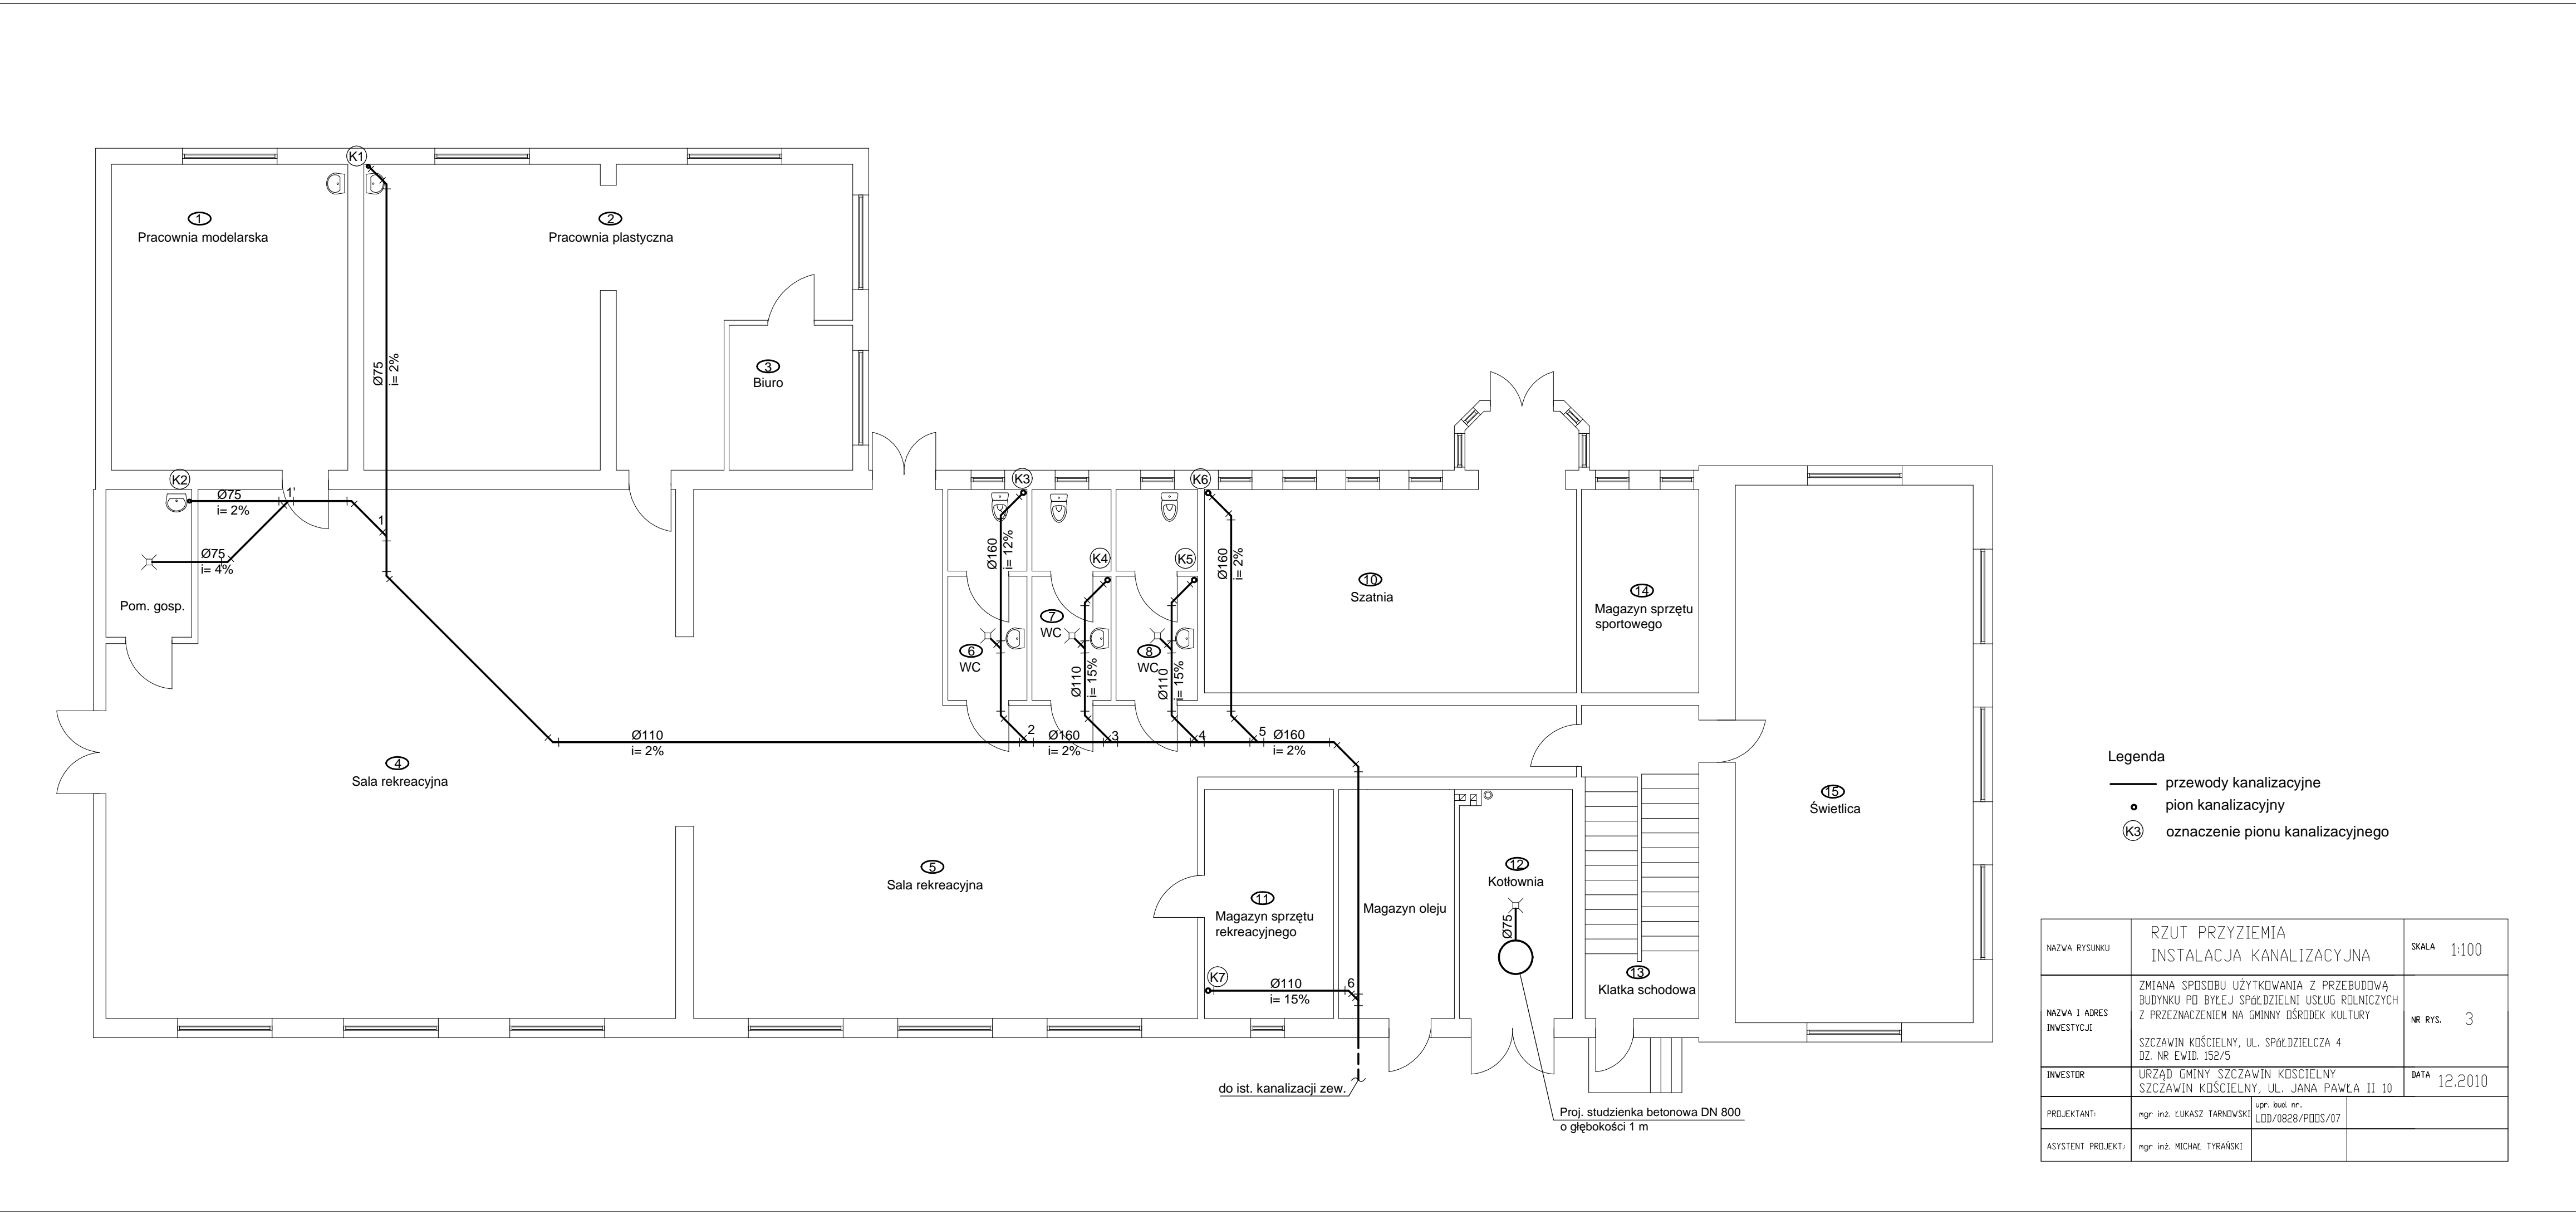 K1
1
Pracownia modelarska
2
Pracownia plastyczna
Ø75
i= 2%
3
Biuro
K2
Ø75
i= 2%
1'
1
Ø75
i= 4%
Pom. gosp.
K3
K6
Ø160
i= 12%
K4
K5
Ø160
i= 2%
10
Szatnia
14
Magazyn sprzętu
sportowego
7
WC
6
WC
8
WC
Ø110
i= 15%
Ø110
i= 15%
Ø110
i= 2%
2
Ø160
i= 2%
3
4
5
Ø160
i= 2%
4
Sala rekreacyjna
15
Świetlica
5
Sala rekreacyjna
11
Magazyn sprzętu
rekreacyjnego
Magazyn oleju
12
Kotłownia
Ø75
13
Klatka schodowa
K7
Ø110
i= 15%
6
do ist. kanalizacji zew.
Proj. studzienka betonowa DN 800
o głębokości 1 m
Legenda
przewody kanalizacyjne
pion kanalizacyjny
K3
oznaczenie pionu kanalizacyjnego
NAZWA RYSUNKU
RZUT PRZYZIEMIA
INSTALACJA KANALIZACYJNA
SKALA 1:100
NAZWA I ADRES
INWESTYCJI
ZMIANA SPOSOBU UŻYTKOWANIA Z PRZEBUDOWĄ
BUDYNKU PO BYŁEJ SPÓŁDZIELNI USŁUG ROLNICZYCH
Z PRZEZNACZENIEM NA GMINNY OŚRODEK KULTURY
SZCZAWIN KOŚCIELNY, UL. SPÓŁDZIELCZA 4
DZ. NR EWID. 152/5
NR RYS. 3
INWESTOR
URZĄD GMINY SZCZAWIN KOSCIELNY
SZCZAWIN KOŚCIELNY, UL. JANA PAWŁA II 10
DATA 12.2010
PROJEKTANT:
mgr inż. ŁUKASZ TARNOWSKI
upr. bud. nr.:
LOD/0828/POOS/07
ASYSTENT PROJEKT.:
mgr inż. MICHAŁ TYRAŃSKI